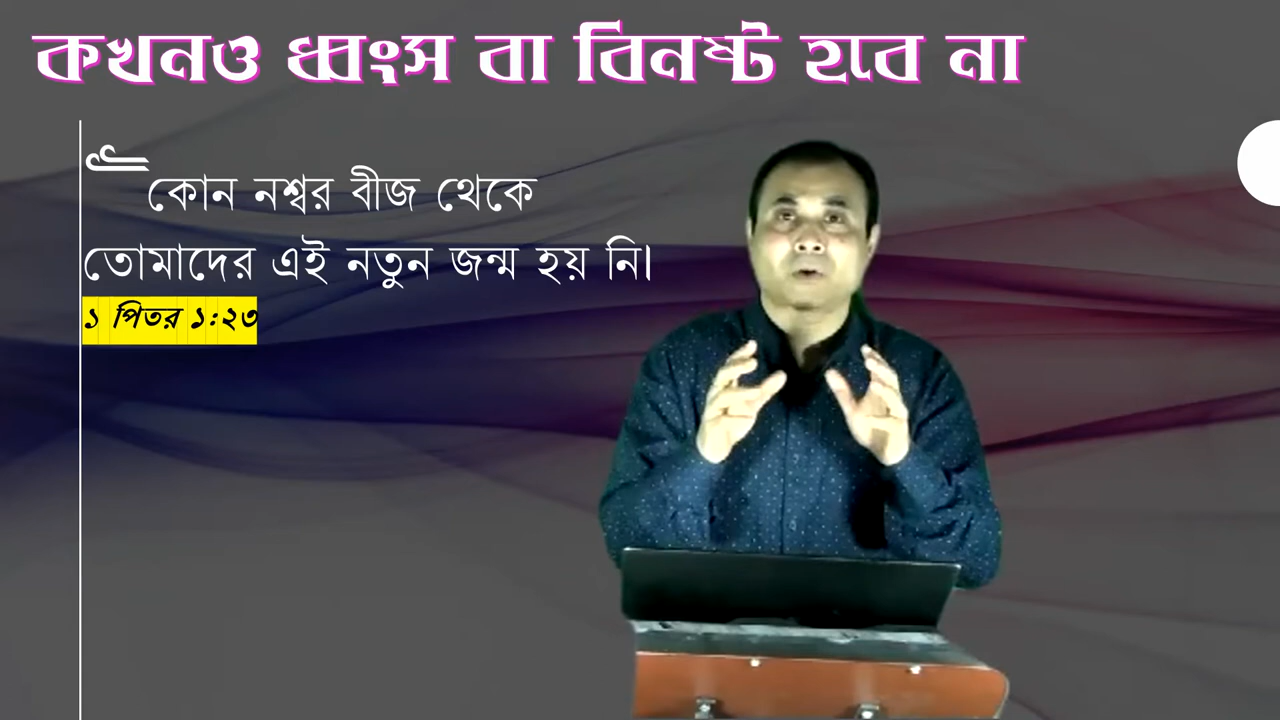 কখনও ধ্বংস বা বিনষ্ট হবে না
কোন নশ্বর বীজ থেকে
তোমাদের এই নতুন জন্ম হয় নি।
১ পিতর ১:২৩